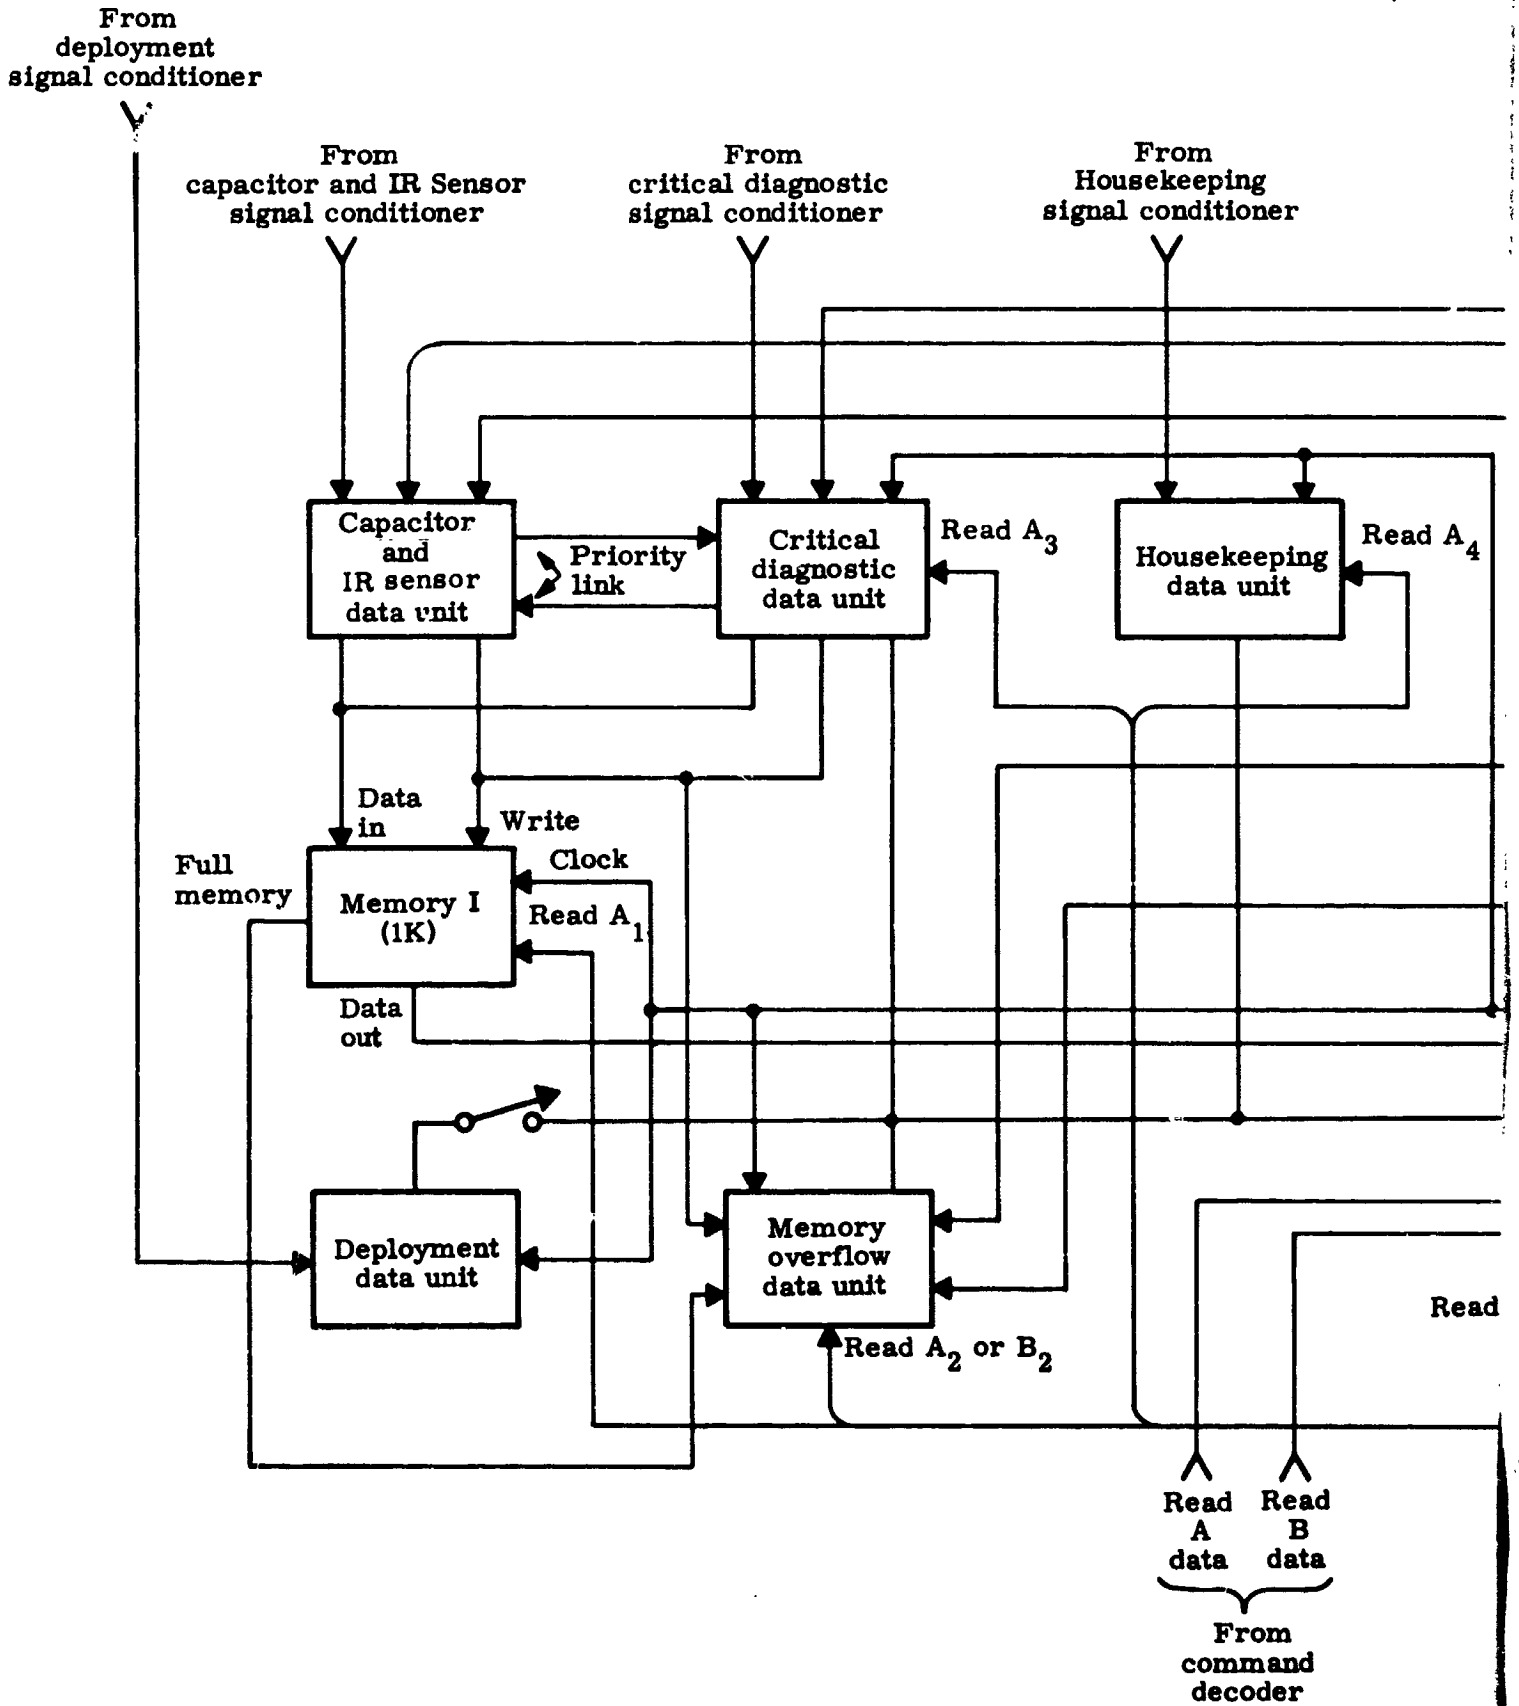 From
deployment
signal conditioner
From
capacitor and IR Sensor
signal conditioner
From
critical diagnostic
signal conditioner
From
Housekeeping
signal conditioner
Capacitor
and
IR sensor
data unit
Priority
link
Critical
diagnostic
data unit
Read A3
Housekeeping
data unit
Read A4
Data
in
Write
Full
memory
Memory I
(1K)
Clock
Read A1
Data
out
Deployment
data unit
Memory
overflow
data unit
Read A2 or B2
Read
Read
A
data
Read
B
data
From
command
decoder